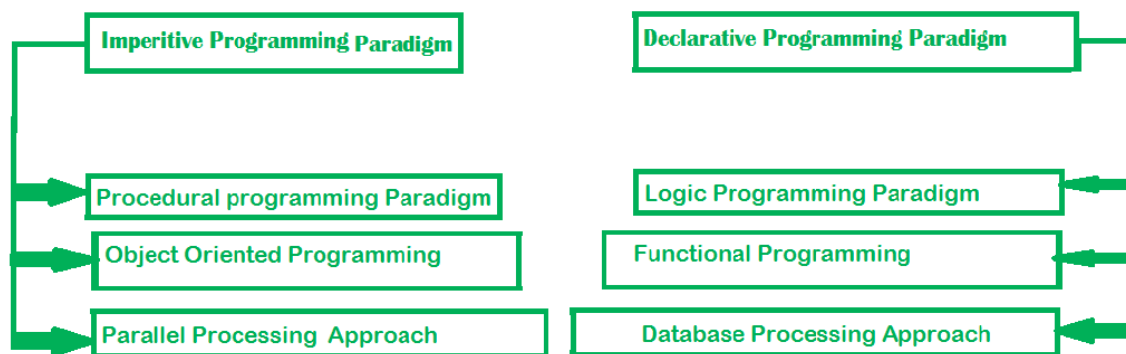 Imperitive Programming Paradigm
Declarative Programming Paradigm
Procedural programming Paradigm
Logic Programming Paradigm
Object Oriented Programming
Functional Programming
Parallel Processing Approach
Database Processing Approach